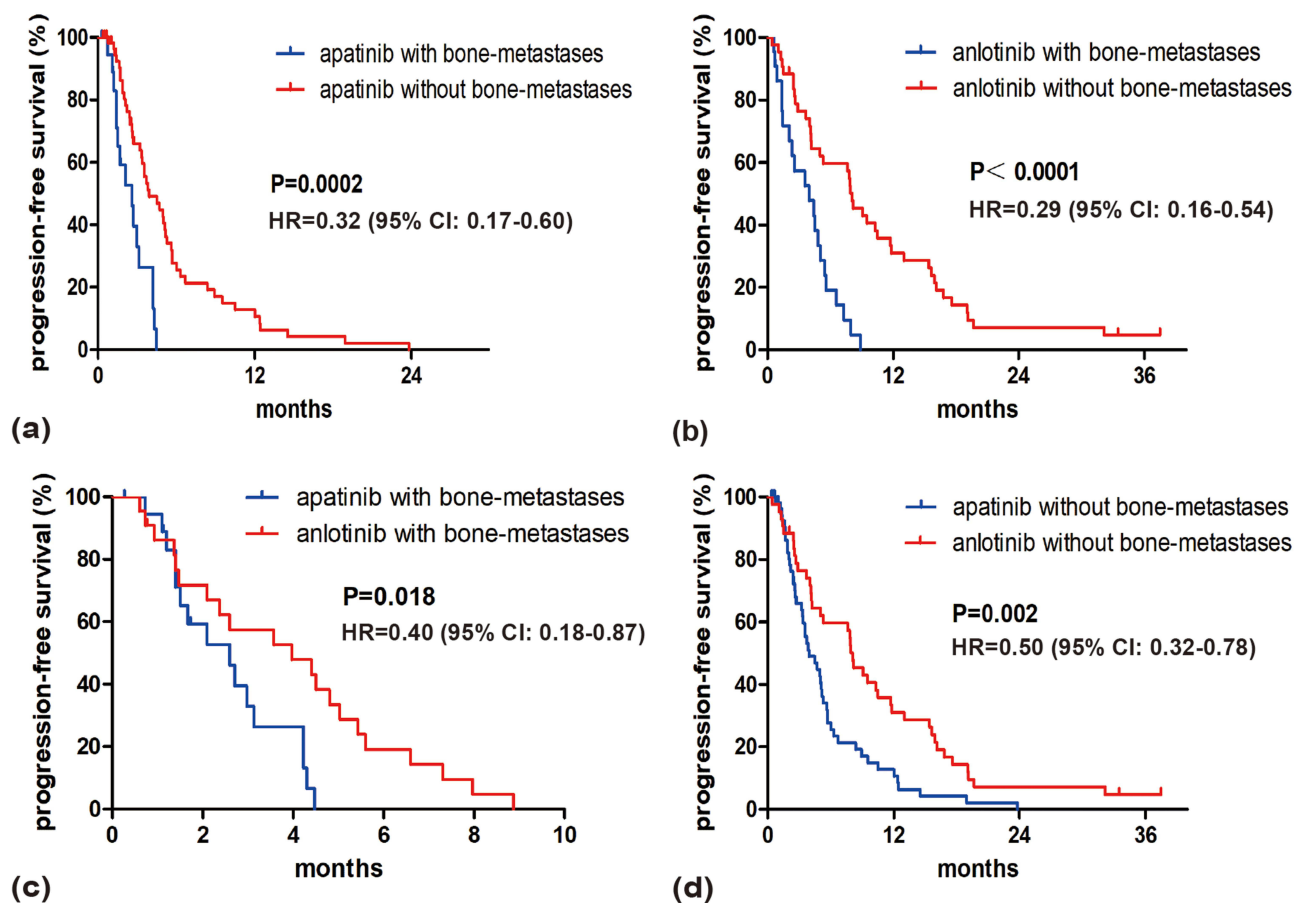 progression-free survival (%)
100
80
60
40
20
0
apatinib with bone-metastases
apatinib without bone-metastases
P=0.0002
HR=0.32 (95% CI: 0.17-0.60)
0 12 24
months
(a)
progression-free survival (%)
100
80
60
40
20
0
anlotinib with bone-metastases
anlotinib without bone-metastases
P< 0.0001
HR=0.29 (95% CI: 0.16-0.54)
0 12 24 36
months
(b)
progression-free survival (%)
100
80
60
40
20
0
apatinib with bone-metastases
anlotinib with bone-metastases
P=0.018
HR=0.40 (95% CI: 0.18-0.87)
0 2 4 6 8 10
months
(c)
progression-free survival (%)
100
80
60
40
20
0
apatinib without bone-metastases
anlotinib without bone-metastases
P=0.002
HR=0.50 (95% CI: 0.32-0.78)
0 12 24 36
months
(d)